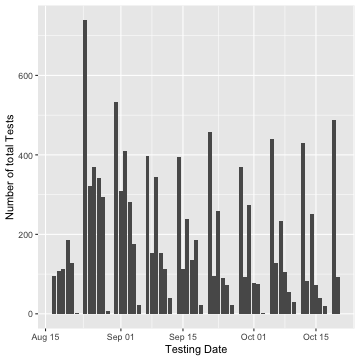 Number of total Tests
600
400
200
0
Aug 15
Sep 01
Sep 15
Oct 01
Oct 15
Testing Date